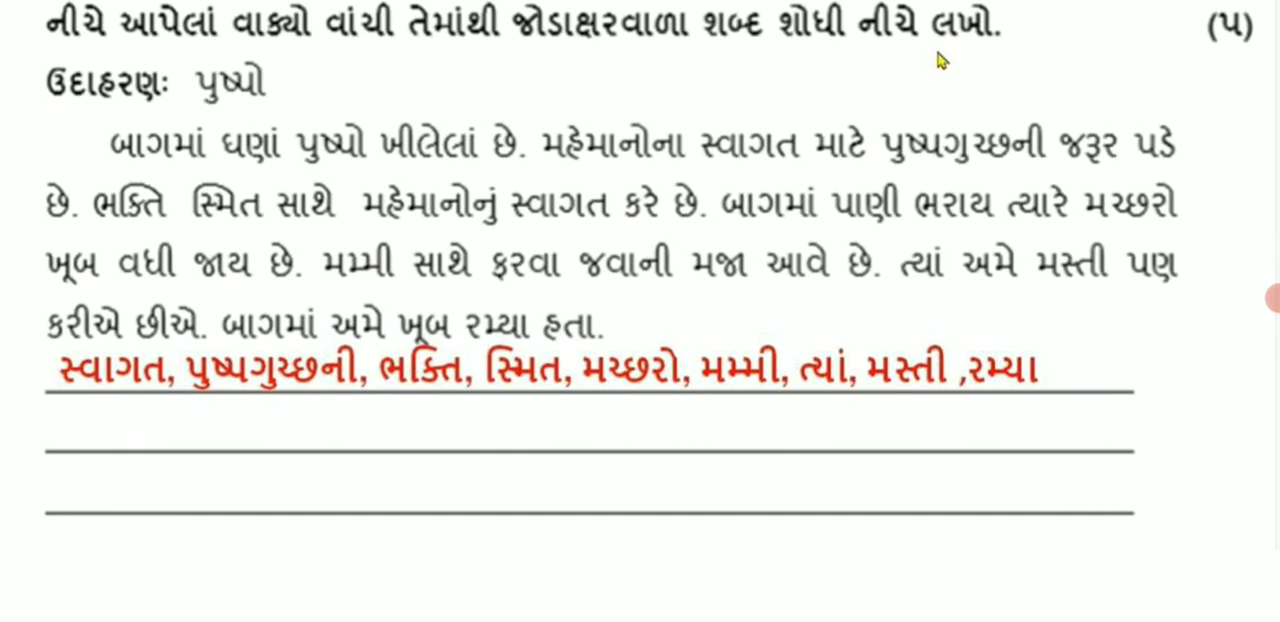 નીચે આપેલાં વાક્યો વાંચી તેમાંથી જોડાક્ષરવાળા શબ્દ શોધી નીચે લખો. (૫)
ઉદાહરણઃ પુષ્પો
બાગમાં ઘણાં પુષ્પો ખીલેલાં છે. મહેમાનોના સ્વાગત માટે પુષ્પગુચ્છની જરૂર પડે
છે. ભક્તિ સ્મિત સાથે મહેમાનોનું સ્વાગત કરે છે. બાગમાં પાણી ભરાય ત્યારે મચ્છરો
ખૂબ વધી જાય છે. મમ્મી સાથે ફરવા જવાની મજા આવે છે. ત્યાં અમે મસ્તી પણ
કરીએ છીએ. બાગમાં અમે ખૂબ રમ્યા હતા.
સ્વાગત, પુષ્પગુચ્છની, ભક્તિ, સ્મિત, મચ્છરો, મમ્મી, ત્યાં, મસ્તી ,રમ્યા